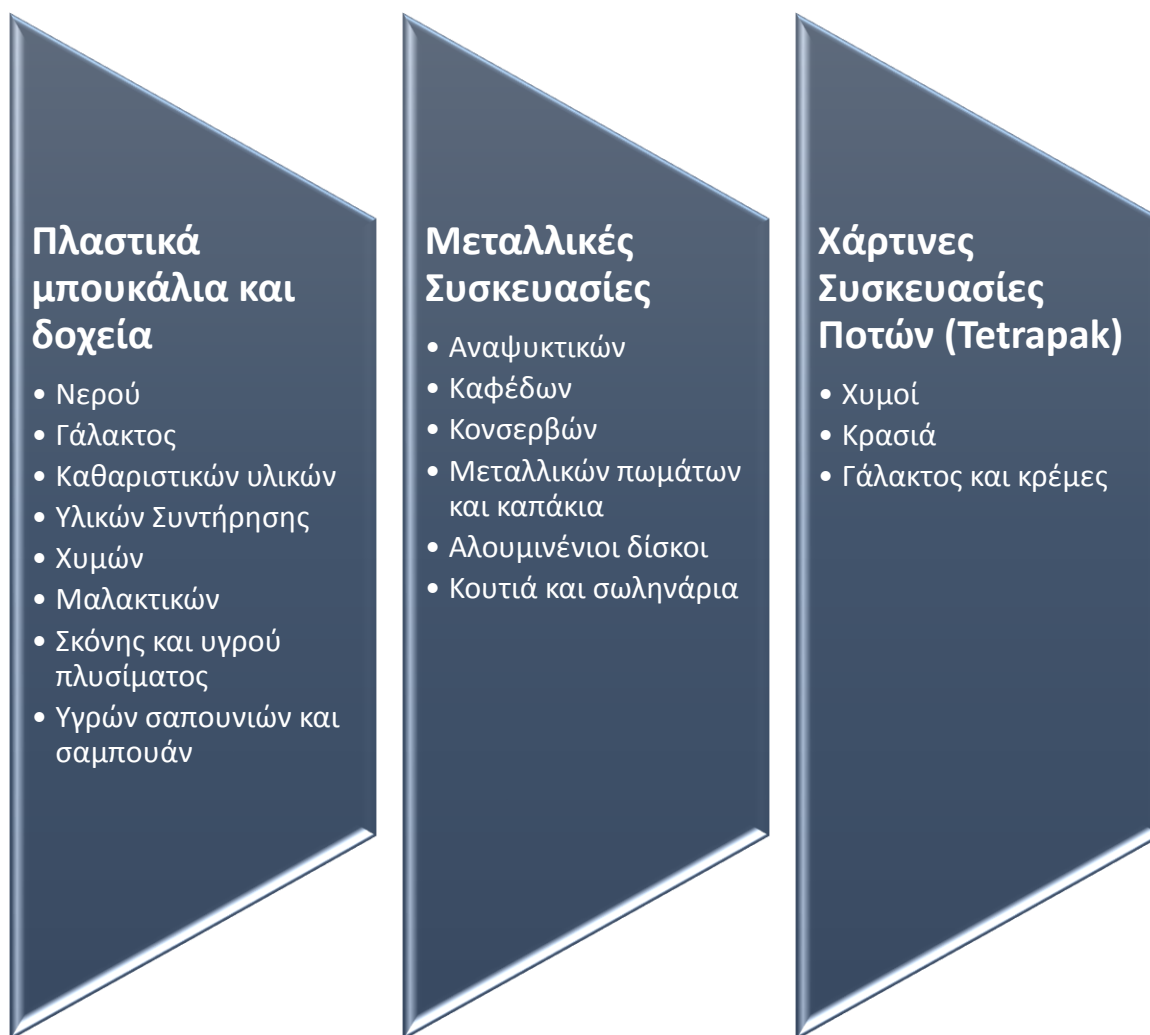 Πλαστικά
μπουκάλια και
δοχεία
• Νερού
• Γάλακτος
• Καθαριστικών υλικών
• Υλικών Συντήρησης
• Χυμών
• Μαλακτικών
• Σκόνης και υγρού
πλυσίματος
• Υγρών σαπουνιών και
σαμπουάν
Μεταλλικές
Συσκευασίες
• Αναψυκτικών
• Καφέδων
• Κονσερβών
• Μεταλλικών πωμάτων
και καπάκια
• Αλουμινένιοι δίσκοι
• Κουτιά και σωληνάρια
Χάρτινες
Συσκευασίες
Ποτών (Tetrapak)
• Χυμοί
• Κρασιά
• Γάλακτος και κρέμες